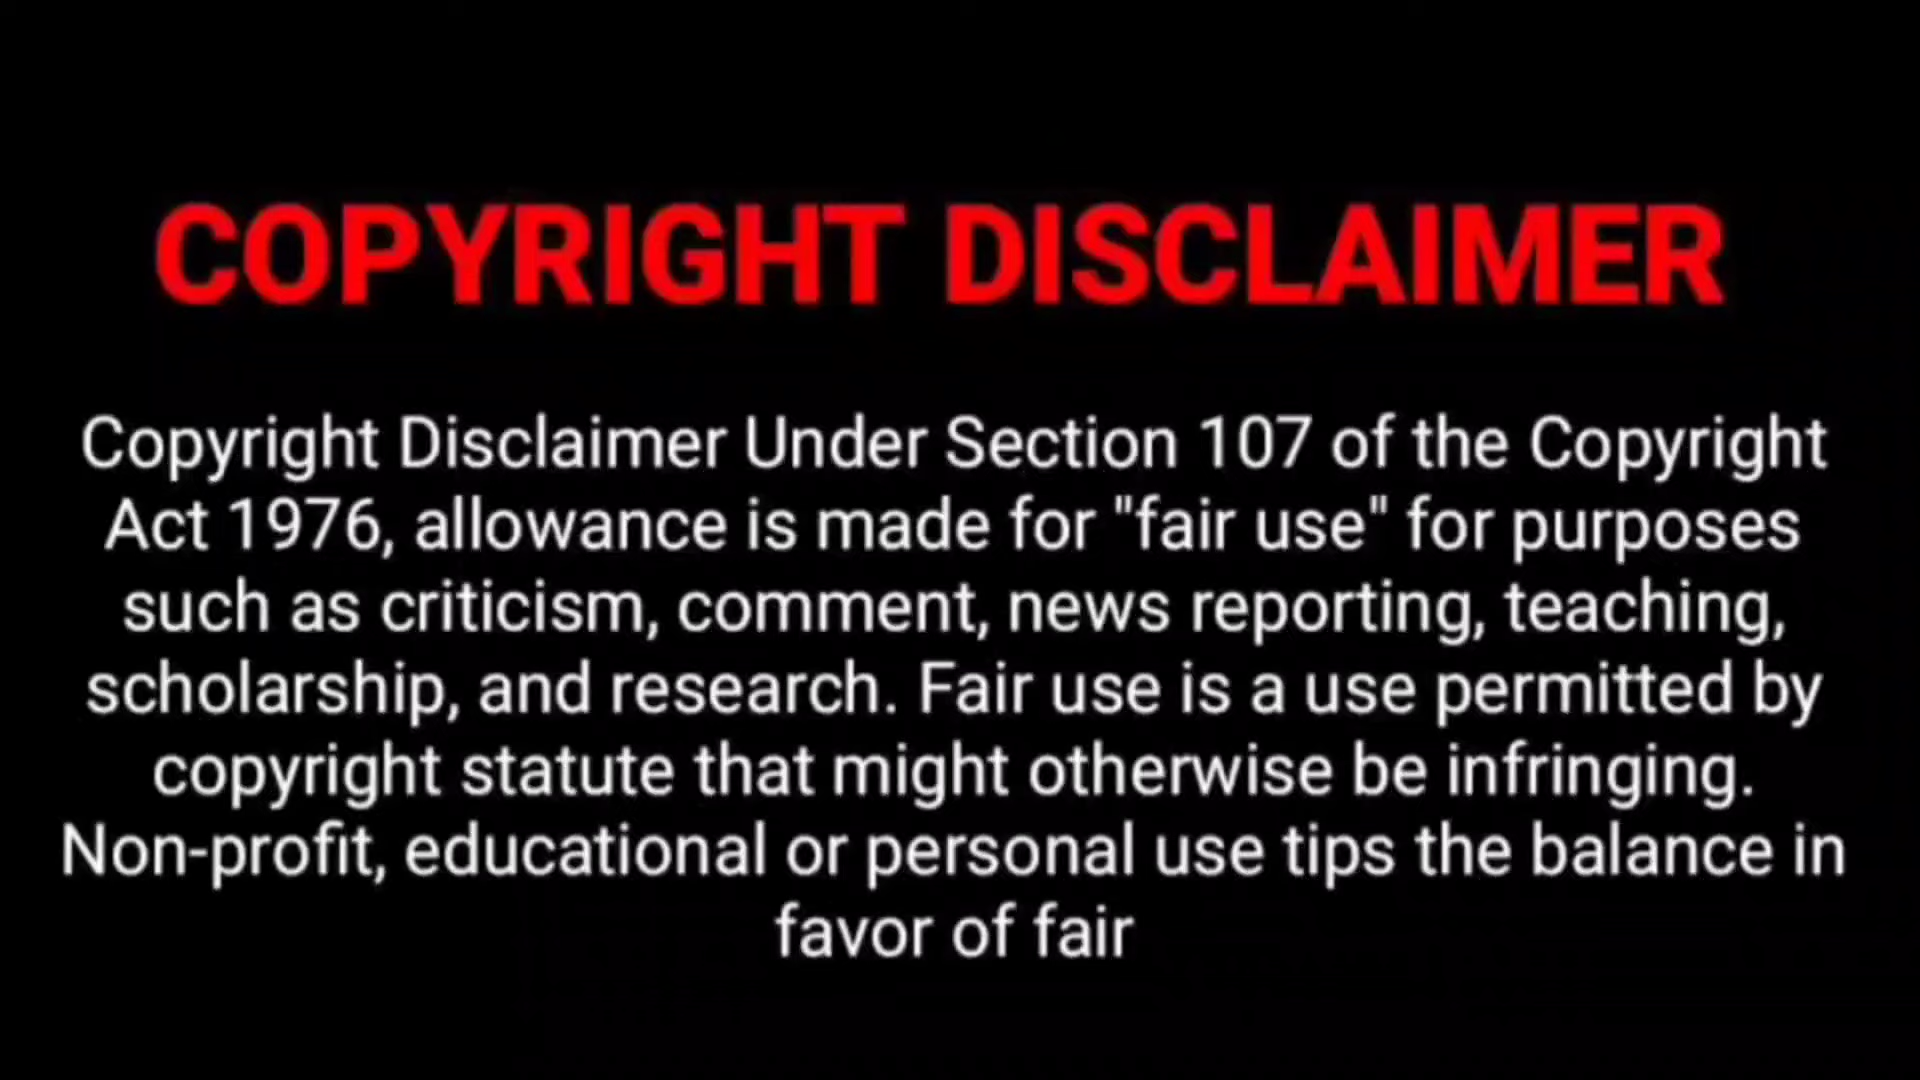 COPYRIGHT DISCLAIMER
Copyright Disclaimer Under Section 107 of the Copyright
Act 1976, allowance is made for "fair use" for purposes
such as criticism, comment, news reporting, teaching,
scholarship, and research. Fair use is a use permitted by
copyright statute that might otherwise be infringing.
Non-profit, educational or personal use tips the balance in
favor of fair